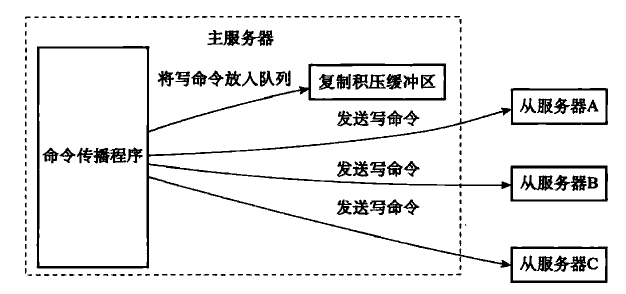 主服务器
将写命令放入队列
复制积压缓冲区
发送写命令
从服务器A
命令传播程序
发送写命令
从服务器B
发送写命令
从服务器C